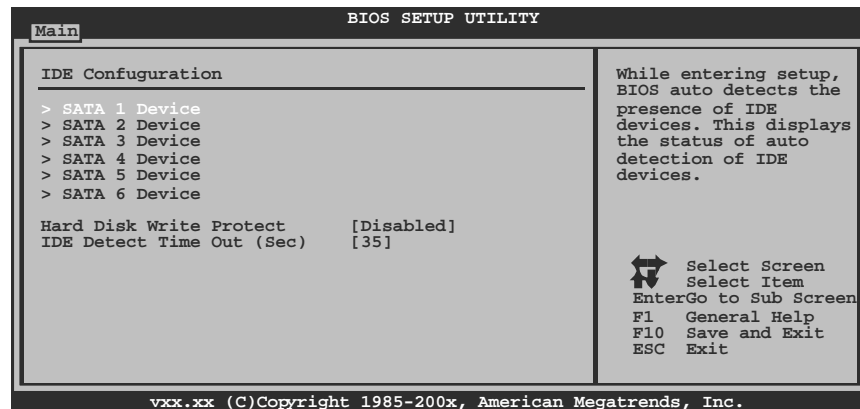 BIOS SETUP UTILITY
Main
IDE Confuguration
> SATA 1 Device
> SATA 2 Device
> SATA 3 Device
> SATA 4 Device
> SATA 5 Device
> SATA 6 Device
Hard Disk Write Protect [Disabled]
IDE Detect Time Out (Sec) [35]
While entering setup,
BIOS auto detects the
presence of IDE
devices. This displays
the status of auto
detection of IDE
devices.
Select Screen
Select Item
EnterGo to Sub Screen
F1 General Help
F10 Save and Exit
ESC Exit
vxx.xx (C)Copyright 1985-200x, American Megatrends, Inc.